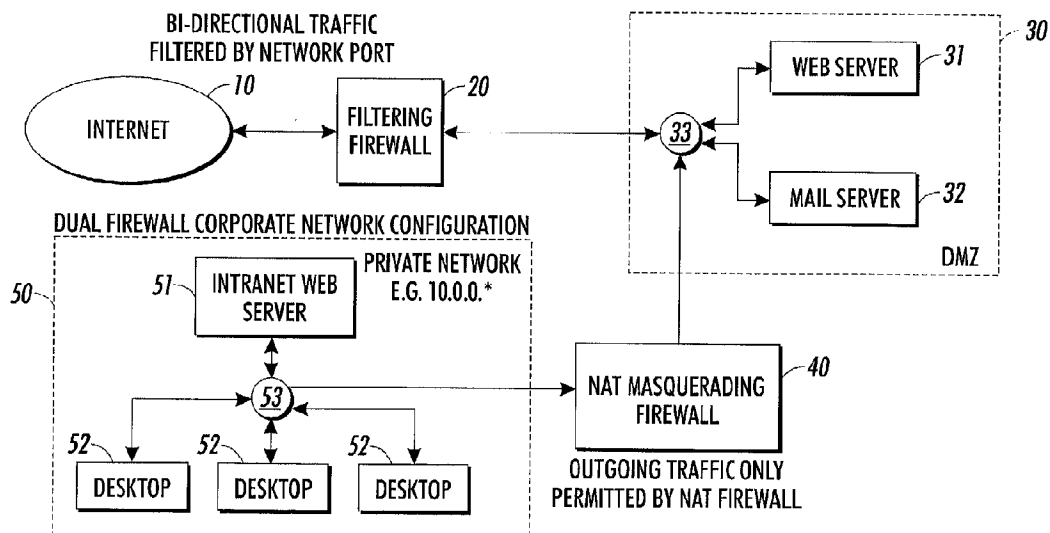 BI-DIRECTIONAL TRAFFIC
FILTERED BY NETWORK PORT
10
INTERNET
20
FILTERING
FIREWALL
30
WEB SERVER
31
33
MAIL SERVER
32
DMZ
DUAL FIREWALL CORPORATE NETWORK CONFIGURATION
50
PRIVATE NETWORK
E.G. 10.0.0.*
51
INTRANET WEB
SERVER
53
52
DESKTOP
52
DESKTOP
52
DESKTOP
40
NAT MASQUERADING
FIREWALL
OUTGOING TRAFFIC ONLY
PERMITTED BY NAT FIREWALL